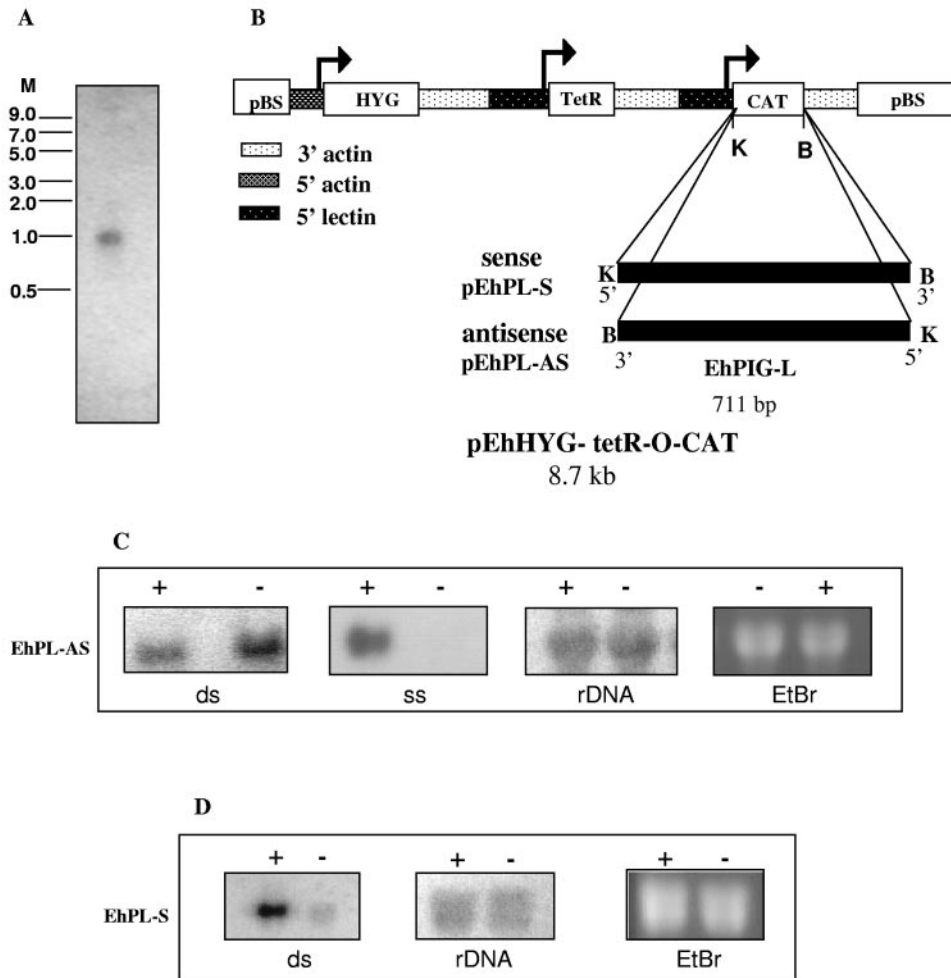 A
M
9.0
7.0
5.0
3.0
2.0
1.0
0.5
B
pBS
HYG
TetR
CAT
pBS
K
B
3’ actin
5’ actin
5’ lectin
sense
pEhPL-S
K
5’
B
3’
antisense
pEhPL-AS
B
3’
K
5’
EhPIG-L
711 bp
pEhHYG- tetR-O-CAT
8.7 kb
C
+ - + - + - - +
EhPL-AS
ds ss rDNA EtBr
D
+ - + - + -
EhPL-S
ds rDNA EtBr